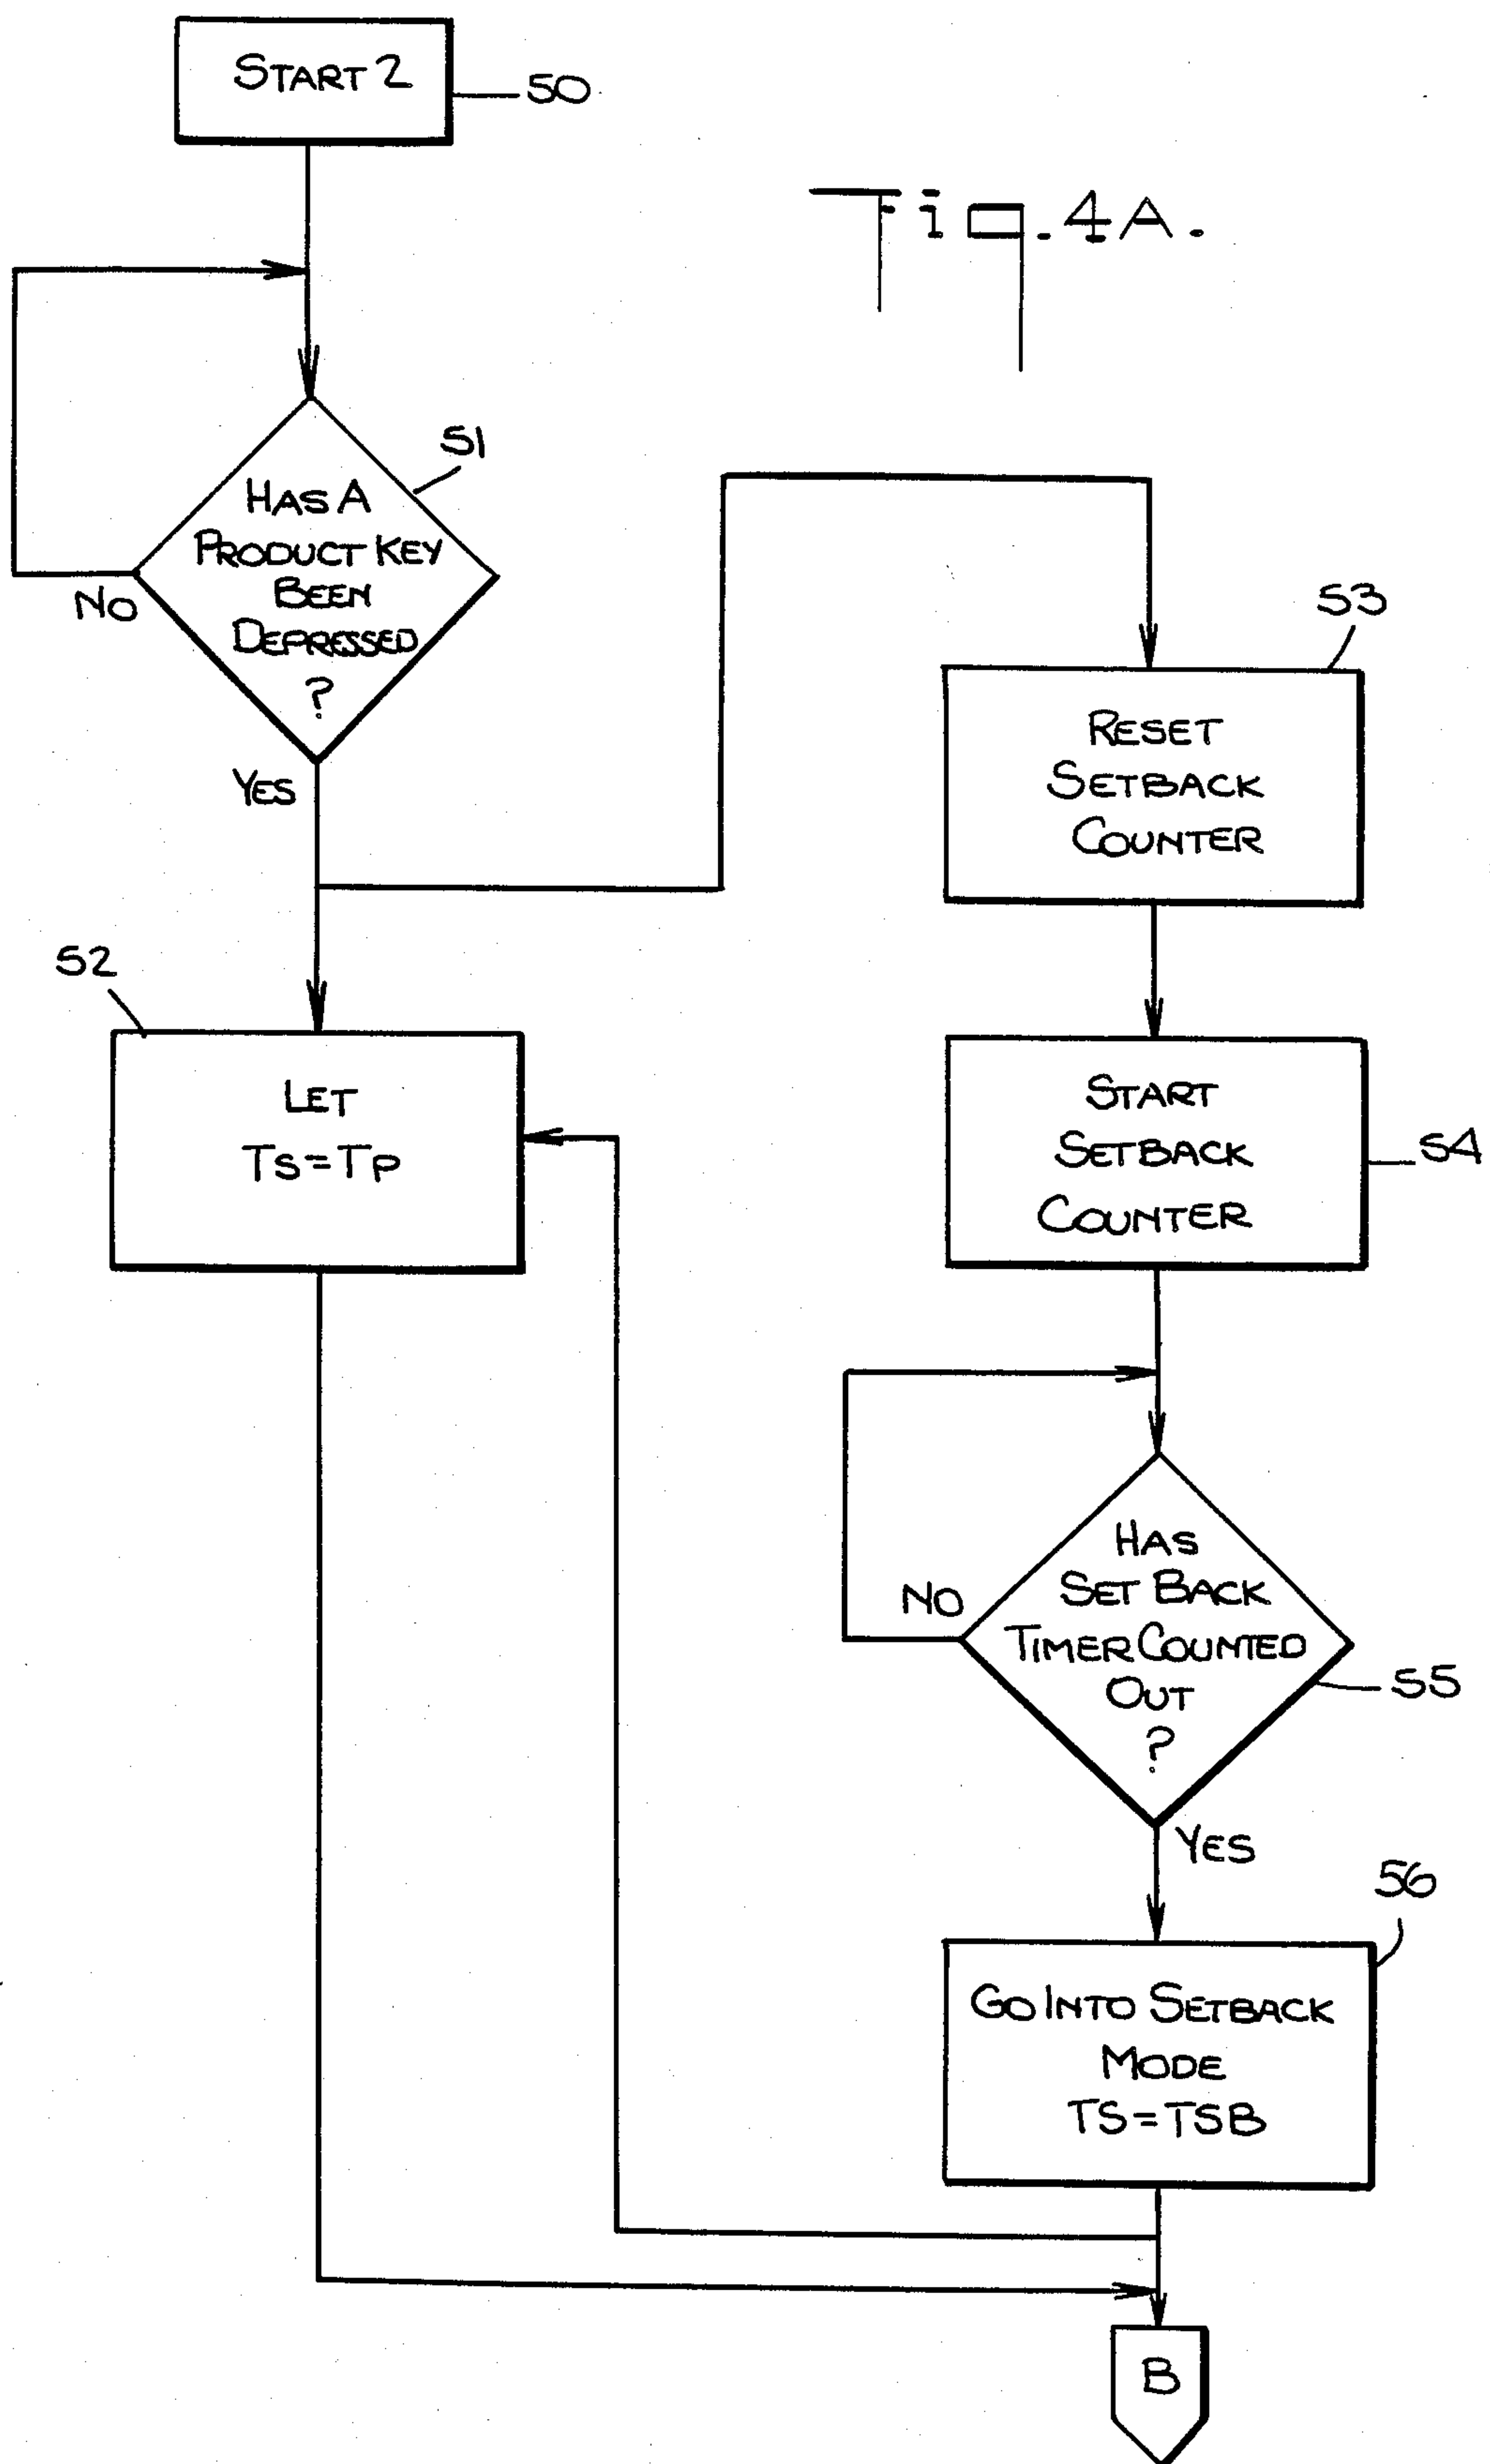 START 2
50
Fig. 4A.
51
HAS A
PRODUCT KEY
BEEN
DEPRESSED
?
NO
YES
53
RESET
SETBACK
COUNTER
52
LET
TS=TP
START
SETBACK
COUNTER
54
HAS
SET BACK
TIMER COUNTED
OUT
?
NO
55
YES
56
GO INTO SETBACK
MODE
TS=TSB
B